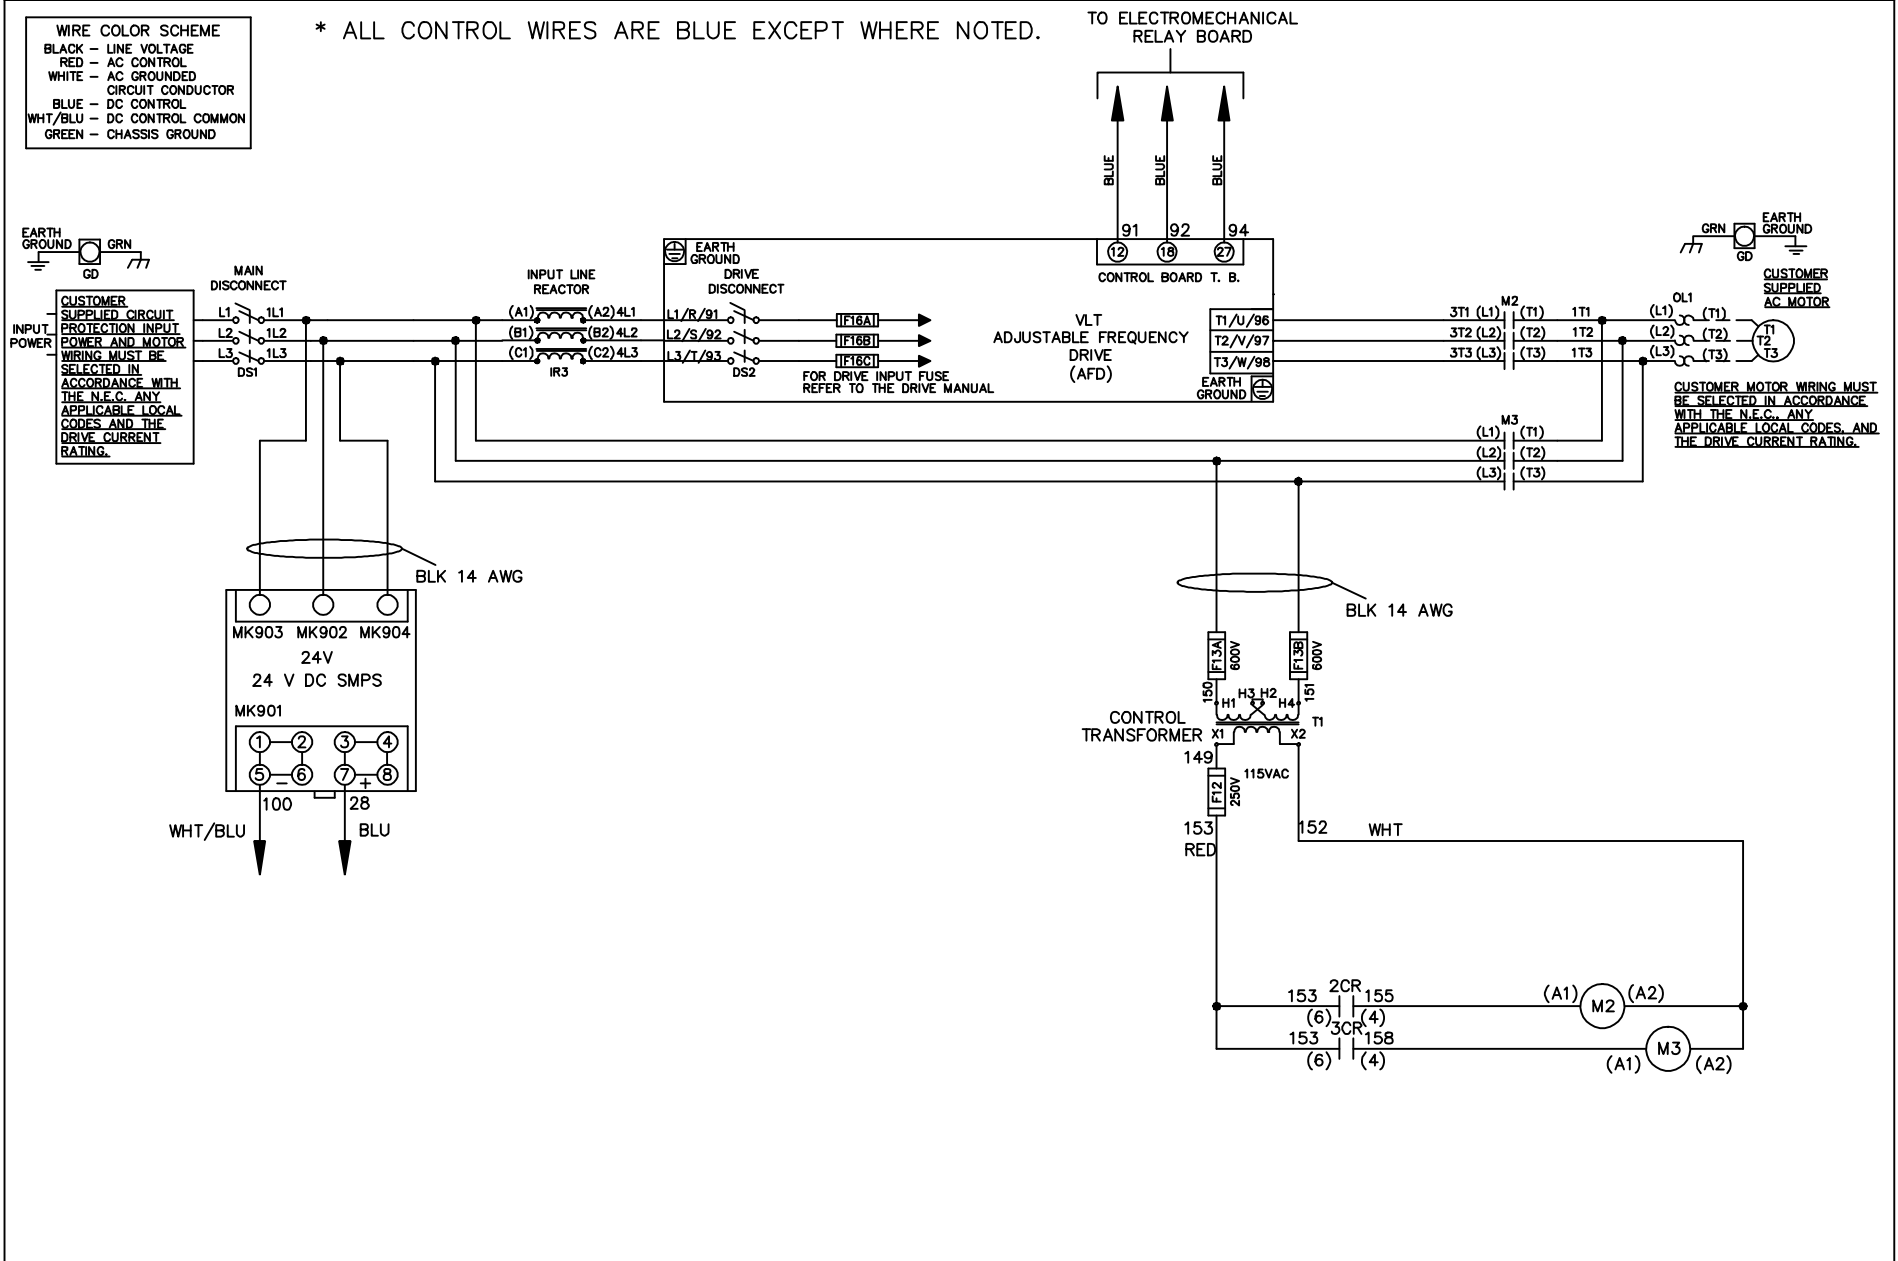 WIRE COLOR SCHEME
BLACK – LINE VOLTAGE
RED – AC CONTROL
WHITE – AC GROUNDED
CIRCUIT CONDUCTOR
BLUE – DC CONTROL
WHT/BLU – DC CONTROL COMMON
GREEN – CHASSIS GROUND
* ALL CONTROL WIRES ARE BLUE EXCEPT WHERE NOTED.
TO ELECTROMECHANICAL
RELAY BOARD
BLUE
BLUE
BLUE
91 92 94
12 18 27
CONTROL BOARD T. B.
EARTH
GROUND
GRN
GD
INPUT
POWER
CUSTOMER
SUPPLIED CIRCUIT
PROTECTION INPUT
POWER AND MOTOR
WIRING MUST BE
SELECTED IN
ACCORDANCE WITH
THE N.E.C. ANY
APPLICABLE LOCAL
CODES AND THE
DRIVE CURRENT
RATING.
MAIN
DISCONNECT
L1 1L1
L2 1L2
L3 1L3
DS1
INPUT LINE
REACTOR
(A1) (A2) 4L1
(B1) (B2) 4L2
(C1) (C2) 4L3
IR3
EARTH
GROUND
DRIVE
DISCONNECT
L1/R/91
L2/S/92
L3/T/93
DS2
F16A
F16B
F16C
FOR DRIVE INPUT FUSE
REFER TO THE DRIVE MANUAL
VLT
ADJUSTABLE FREQUENCY
DRIVE
(AFD)
T1/U/96
T2/V/97
T3/W/98
EARTH
GROUND
M2
3T1 (L1) (T1) 1T1
3T2 (L2) (T2) 1T2
3T3 (L3) (T3) 1T3
M3
(L1) (T1)
(L2) (T2)
(L3) (T3)
GRN
EARTH
GROUND
GD
CUSTOMER
SUPPLIED
AC MOTOR
OL1
(L1) (T1)
(L2) (T2)
(L3) (T3)
T1
T2
T3
CUSTOMER MOTOR WIRING MUST
BE SELECTED IN ACCORDANCE
WITH THE N.E.C., ANY
APPLICABLE LOCAL CODES, AND
THE DRIVE CURRENT RATING.
BLK 14 AWG
MK903 MK902 MK904
24V
24 V DC SMPS
MK901
1 2 3 4
5 6 7 8
– +
100 28
WHT/BLU BLU
BLK 14 AWG
F13A 600V
F13B 600V
150 151
H1 H3 H2 H4
T1
CONTROL
TRANSFORMER
X1 X2
149
115VAC
F12 250V
153
RED
152 WHT
2CR
153 155
(6) (4)
(A1) M2 (A2)
3CR
153 158
(6) (4)
(A1) M3 (A2)